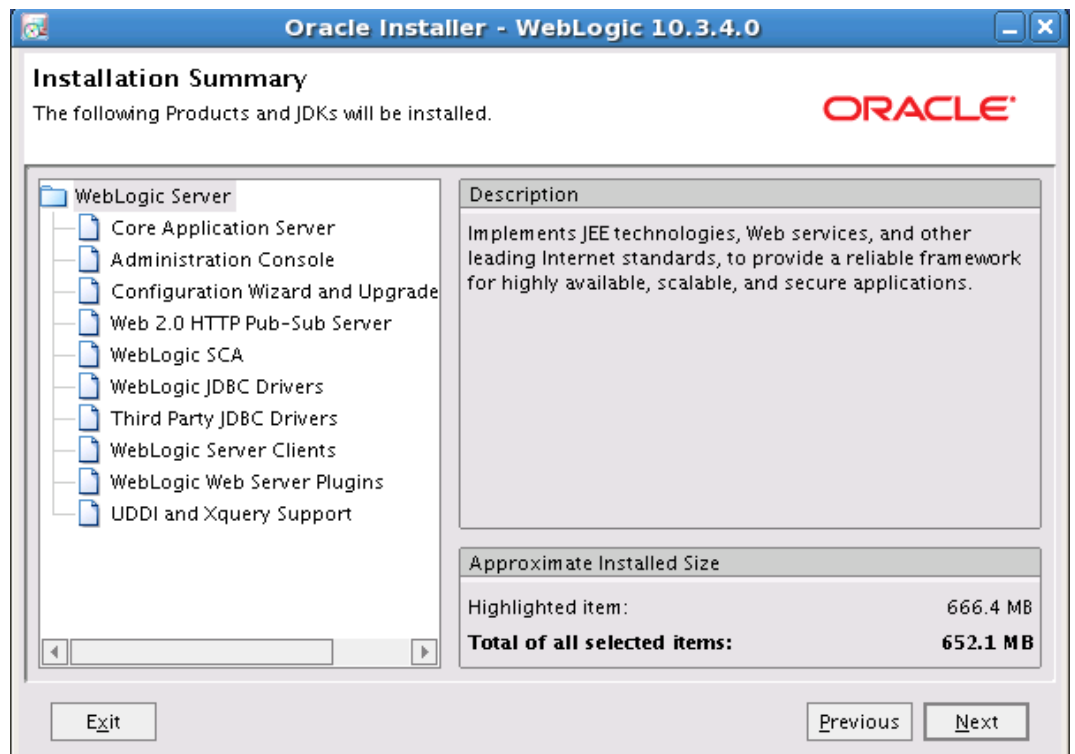 Oracle Installer - WebLogic 10.3.4.0
Installation Summary
The following Products and JDKs will be installed.
ORACLE
WebLogic Server
Core Application Server
Administration Console
Configuration Wizard and Upgrade
Web 2.0 HTTP Pub-Sub Server
WebLogic SCA
WebLogic JDBC Drivers
Third Party JDBC Drivers
WebLogic Server Clients
WebLogic Web Server Plugins
UDDI and Xquery Support
Description
Implements JEE technologies, Web services, and other
leading Internet standards, to provide a reliable framework
for highly available, scalable, and secure applications.
Approximate Installed Size
Highlighted item: 666.4 MB
Total of all selected items: 652.1 MB
Exit
Previous
Next